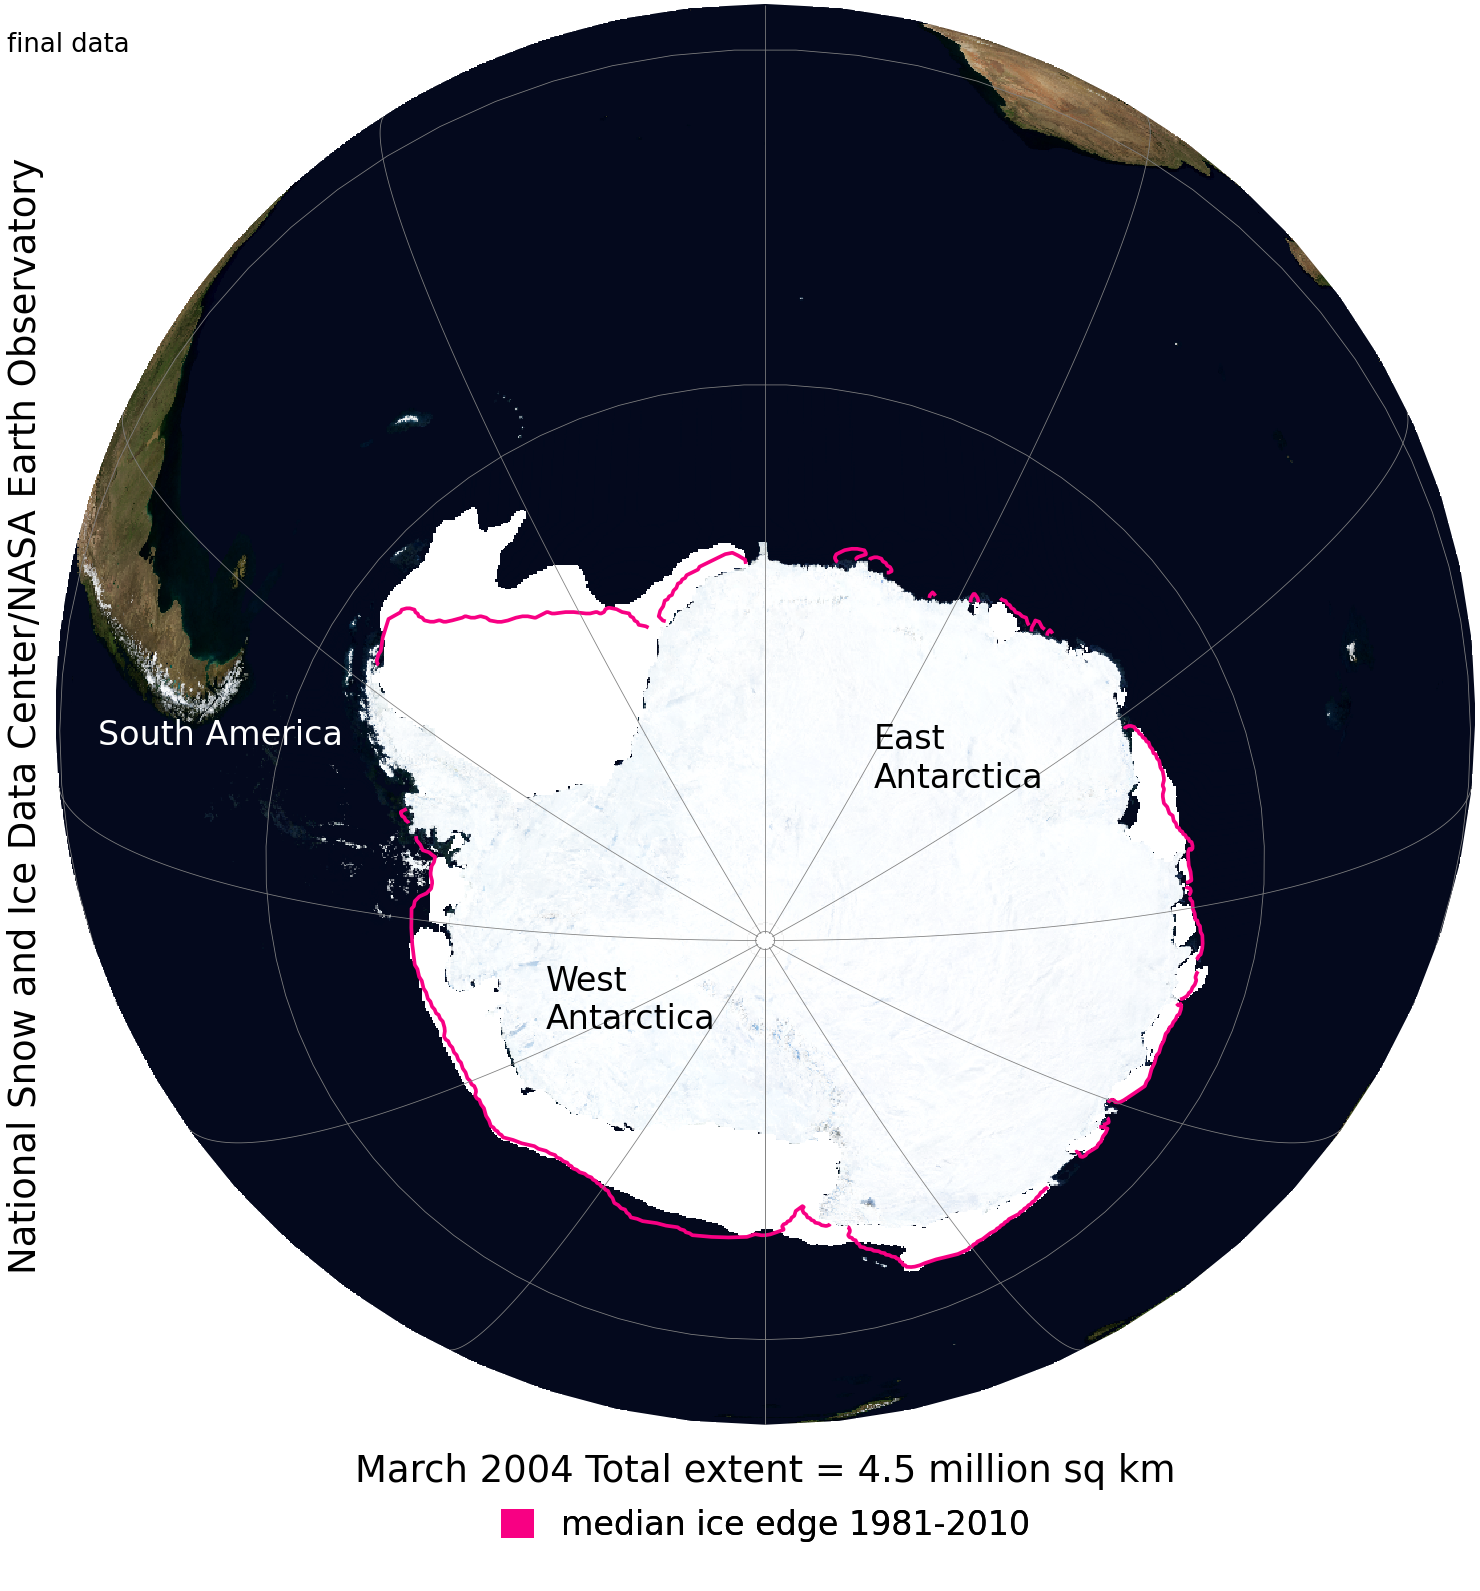 final data
National Snow and Ice Data Center/NASA Earth Observatory
South America
East
Antarctica
West
Antarctica
March 2004 Total extent = 4.5 million sq km
median ice edge 1981-2010